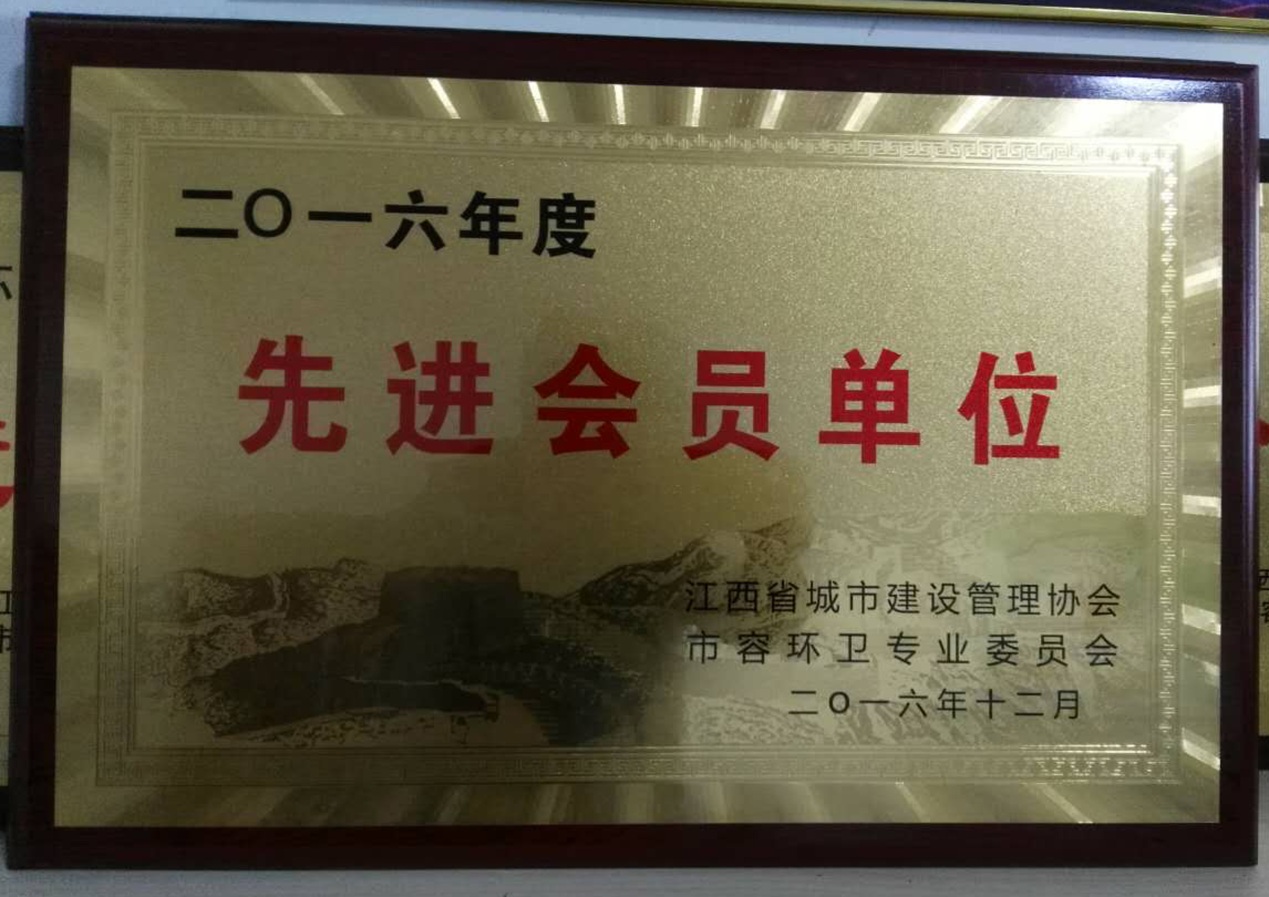 二〇一六年度
先进会员单位
江西省城市建设管理协会
市容环卫专业委员会
二〇一六年十二月